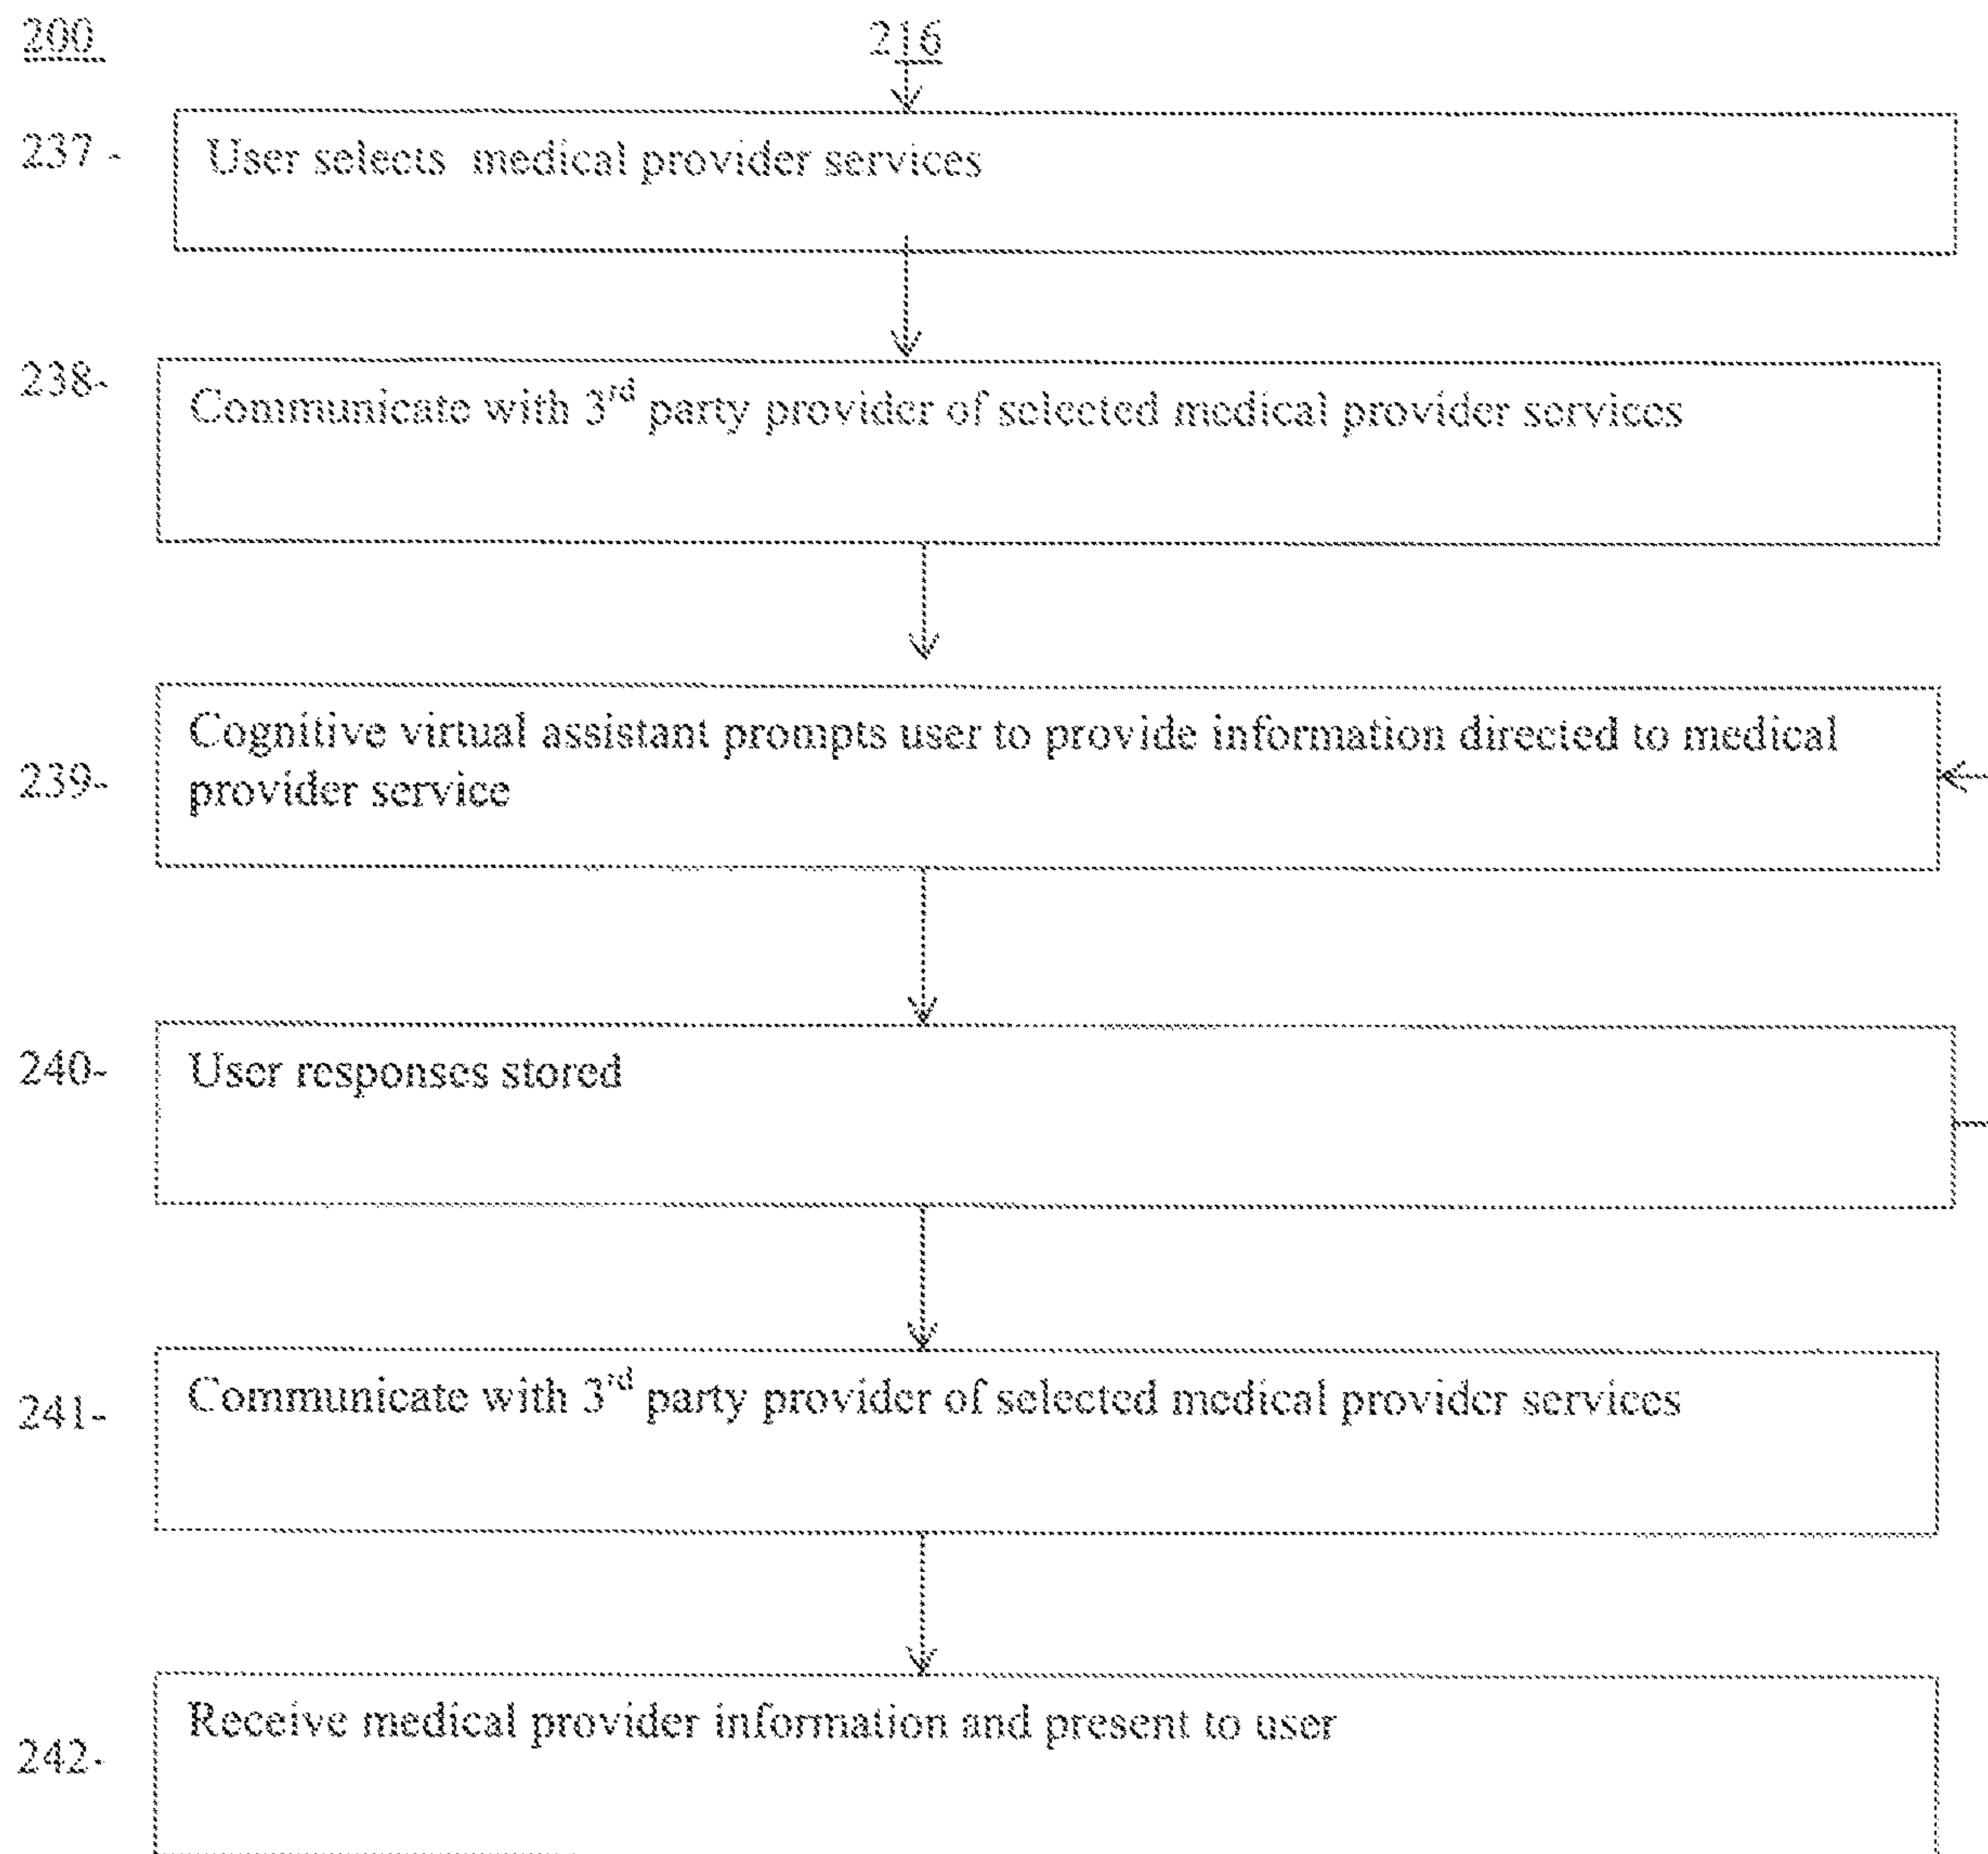 200
216
237 -
User selects medical provider services
238-
Communicate with 3rd party provider of selected medical provider services
239-
Cognitive virtual assistant prompts user to provide information directed to medical
provider service
240-
User responses stored
241-
Communicate with 3rd party provider of selected medical provider services
242-
Receive medical provider information and present to user